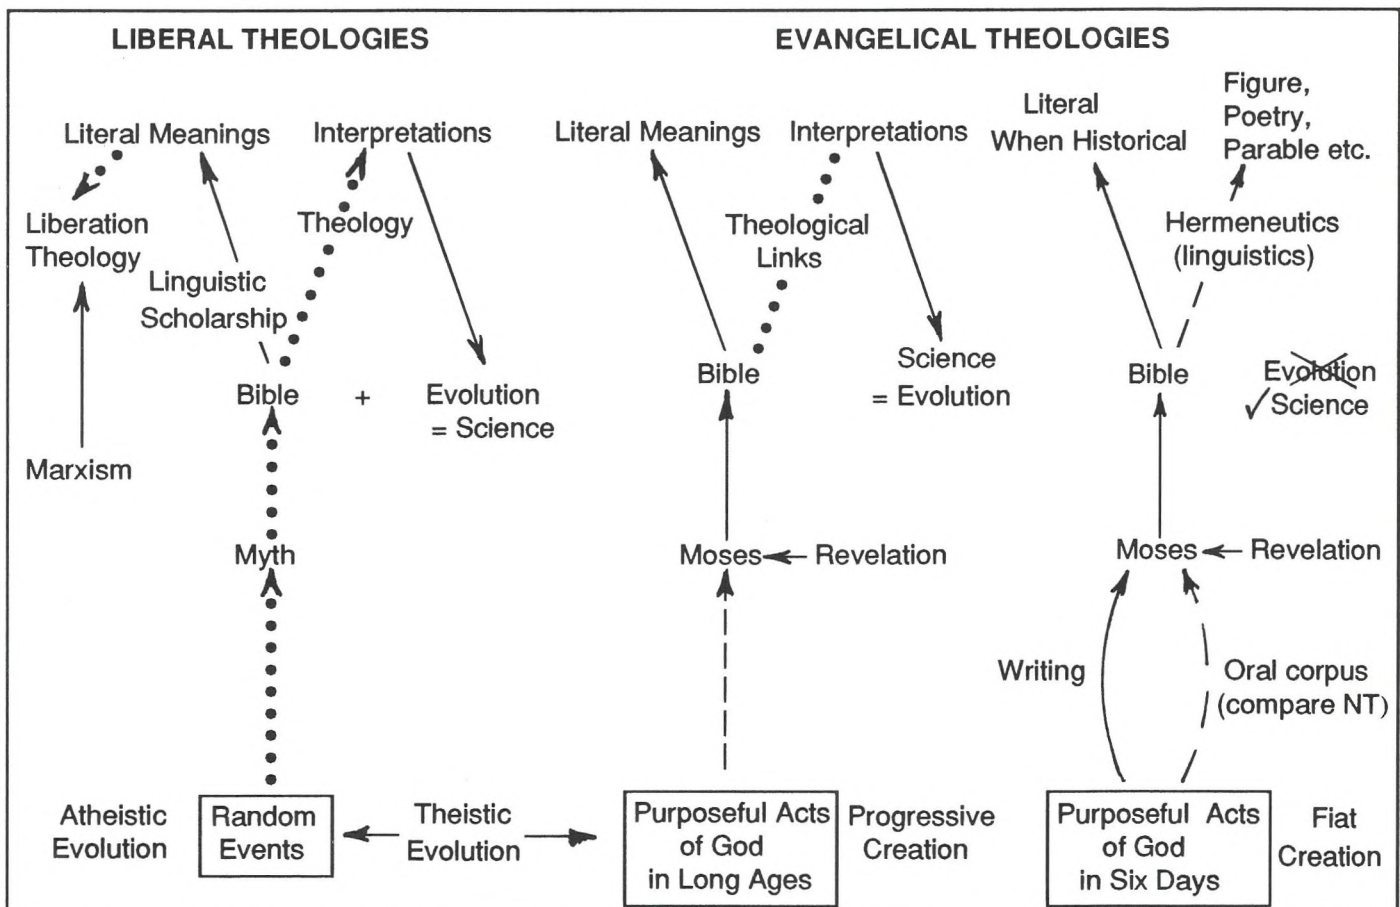 LIBERAL THEOLOGIES
EVANGELICAL THEOLOGIES
Literal Meanings
Interpretations
Liberation
Theology
Theology
Linguistic
Scholarship
Bible
+
Evolution
= Science
Marxism
Myth
Atheistic
Evolution
Random
Events
Theistic
Evolution
Literal Meanings
Interpretations
Theological
Links
Bible
Science
= Evolution
Moses
Revelation
Purposeful Acts
of God
in Long Ages
Progressive
Creation
Literal
When Historical
Figure,
Poetry,
Parable etc.
Hermeneutics
(linguistics)
Bible
Evolution
✓Science
Moses
Revelation
Writing
Oral corpus
(compare NT)
Purposeful Acts
of God
in Six Days
Fiat
Creation